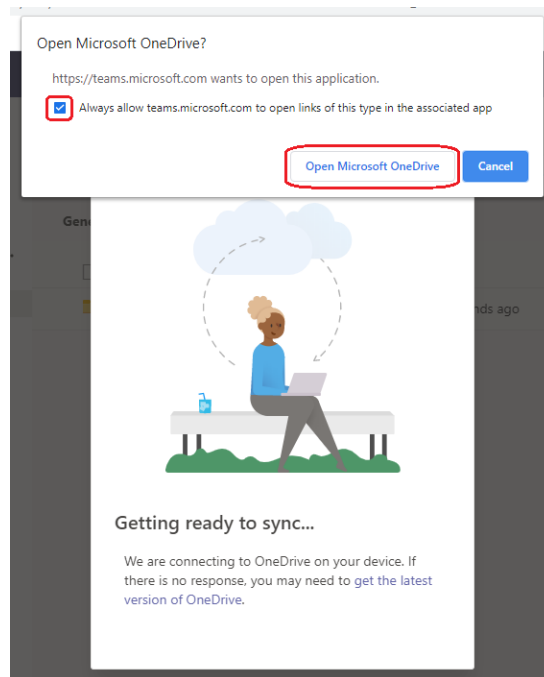 Open Microsoft OneDrive?
https://teams.microsoft.com wants to open this application.
Always allow teams.microsoft.com to open links of this type in the associated app
Open Microsoft OneDrive
Cancel
Gene
nds ago
Getting ready to sync...
We are connecting to OneDrive on your device. If
there is no response, you may need to get the latest
version of OneDrive.